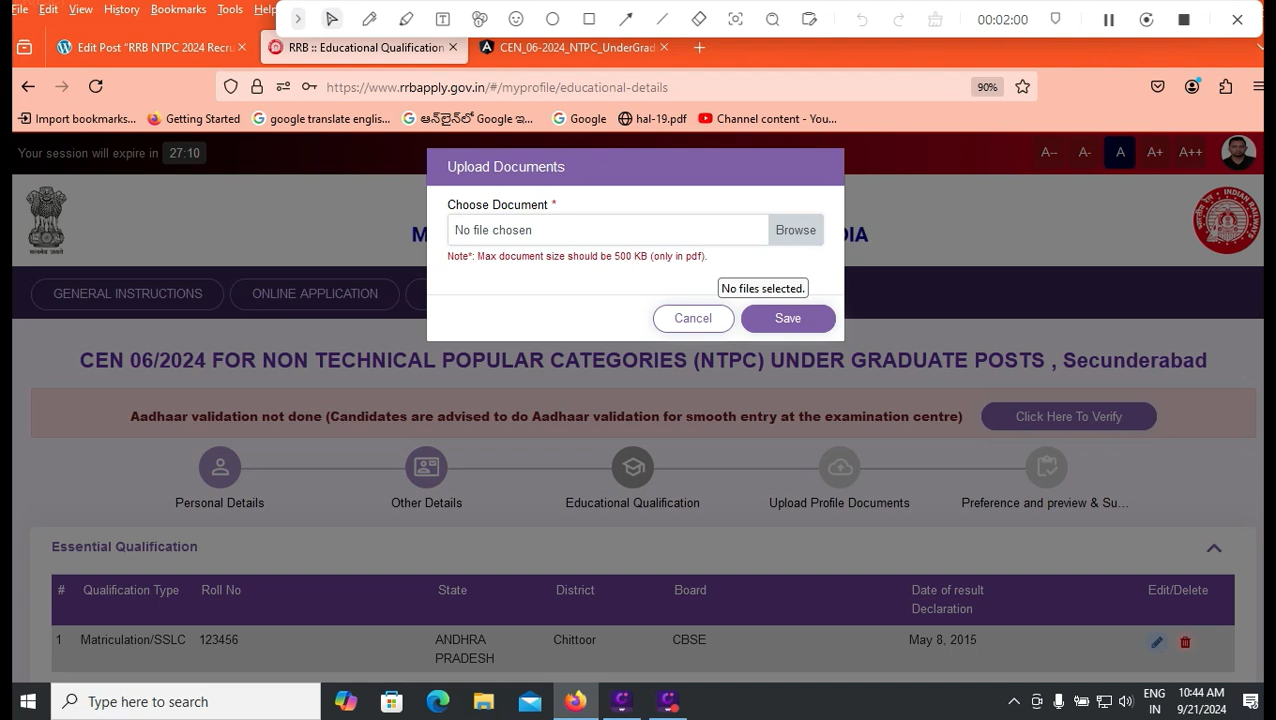 File Edit View History Bookmarks Tools Help
00:02:00
Edit Post "RRB NTPC 2024 Recru
RRB :: Educational Qualification
CEN_06-2024_NTPC_UnderGrad
https://www.rrbapply.gov.in/#/myprofile/educational-details
90%
Import bookmarks...
Getting Started
google translate englis...
ఆన్‌లైన్‌లో Google ఇ...
Google
hal-19.pdf
Channel content - You...
Your session will expire in 27:10
A-- A- A A+ A++
Upload Documents
Choose Document *
No file chosen
Browse
Note*: Max document size should be 500 KB (only in pdf).
No files selected.
Cancel
Save
M
DIA
INDIAN RAILWAYS
GENERAL INSTRUCTIONS
ONLINE APPLICATION
CEN 06/2024 FOR NON TECHNICAL POPULAR CATEGORIES (NTPC) UNDER GRADUATE POSTS , Secunderabad
Aadhaar validation not done (Candidates are advised to do Aadhaar validation for smooth entry at the examination centre)
Click Here To Verify
Personal Details
Other Details
Educational Qualification
Upload Profile Documents
Preference and preview & Su...
Essential Qualification
# Qualification Type Roll No State District Board Date of result Declaration Edit/Delete
1 Matriculation/SSLC 123456 ANDHRA PRADESH Chittoor CBSE May 8, 2015
Type here to search
ENG
IN
10:44 AM
9/21/2024